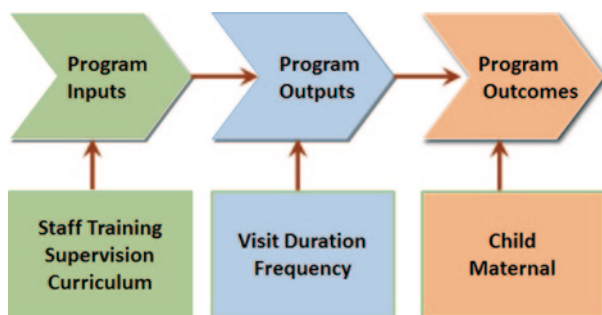 Program
Inputs
Program
Outputs
Program
Outcomes
Staff Training
Supervision
Curriculum
Visit Duration
Frequency
Child
Maternal